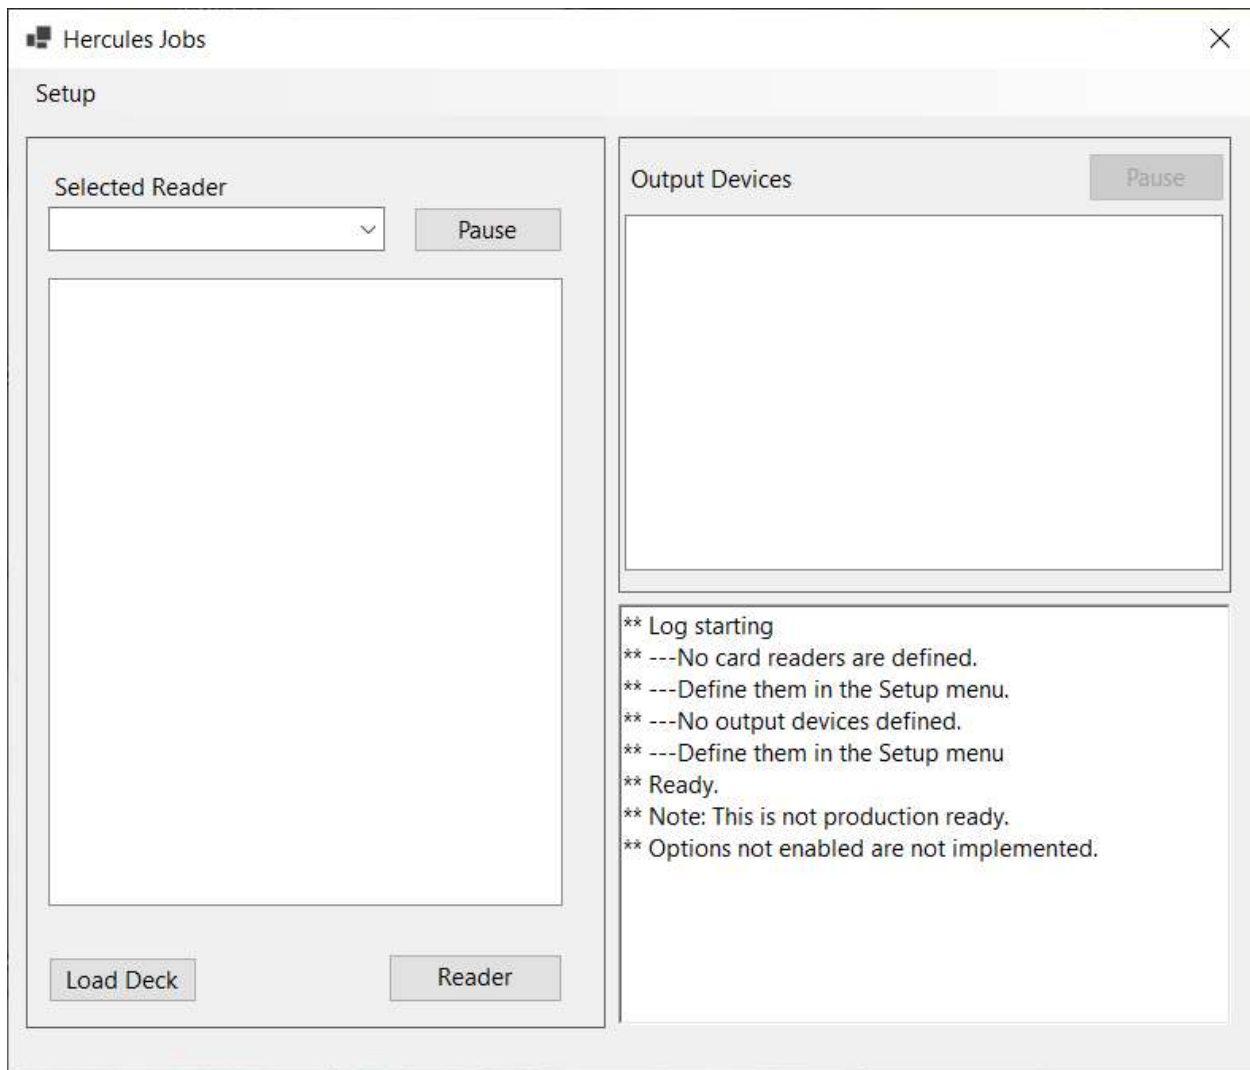 Hercules Jobs
Setup
Selected Reader
Pause
Load Deck
Reader
Output Devices
Pause
** Log starting
** ---No card readers are defined.
** ---Define them in the Setup menu.
** ---No output devices defined.
** ---Define them in the Setup menu
** Ready.
** Note: This is not production ready.
** Options not enabled are not implemented.